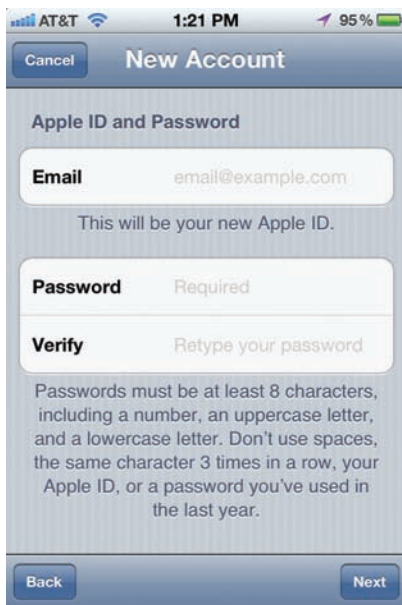 AT&T 1:21 PM 95%
Cancel New Account
Apple ID and Password
Email email@example.com
This will be your new Apple ID.
Password Required
Verify Retype your password
Passwords must be at least 8 characters,
including a number, an uppercase letter,
and a lowercase letter. Don't use spaces,
the same character 3 times in a row, your
Apple ID, or a password you've used in
the last year.
Back Next